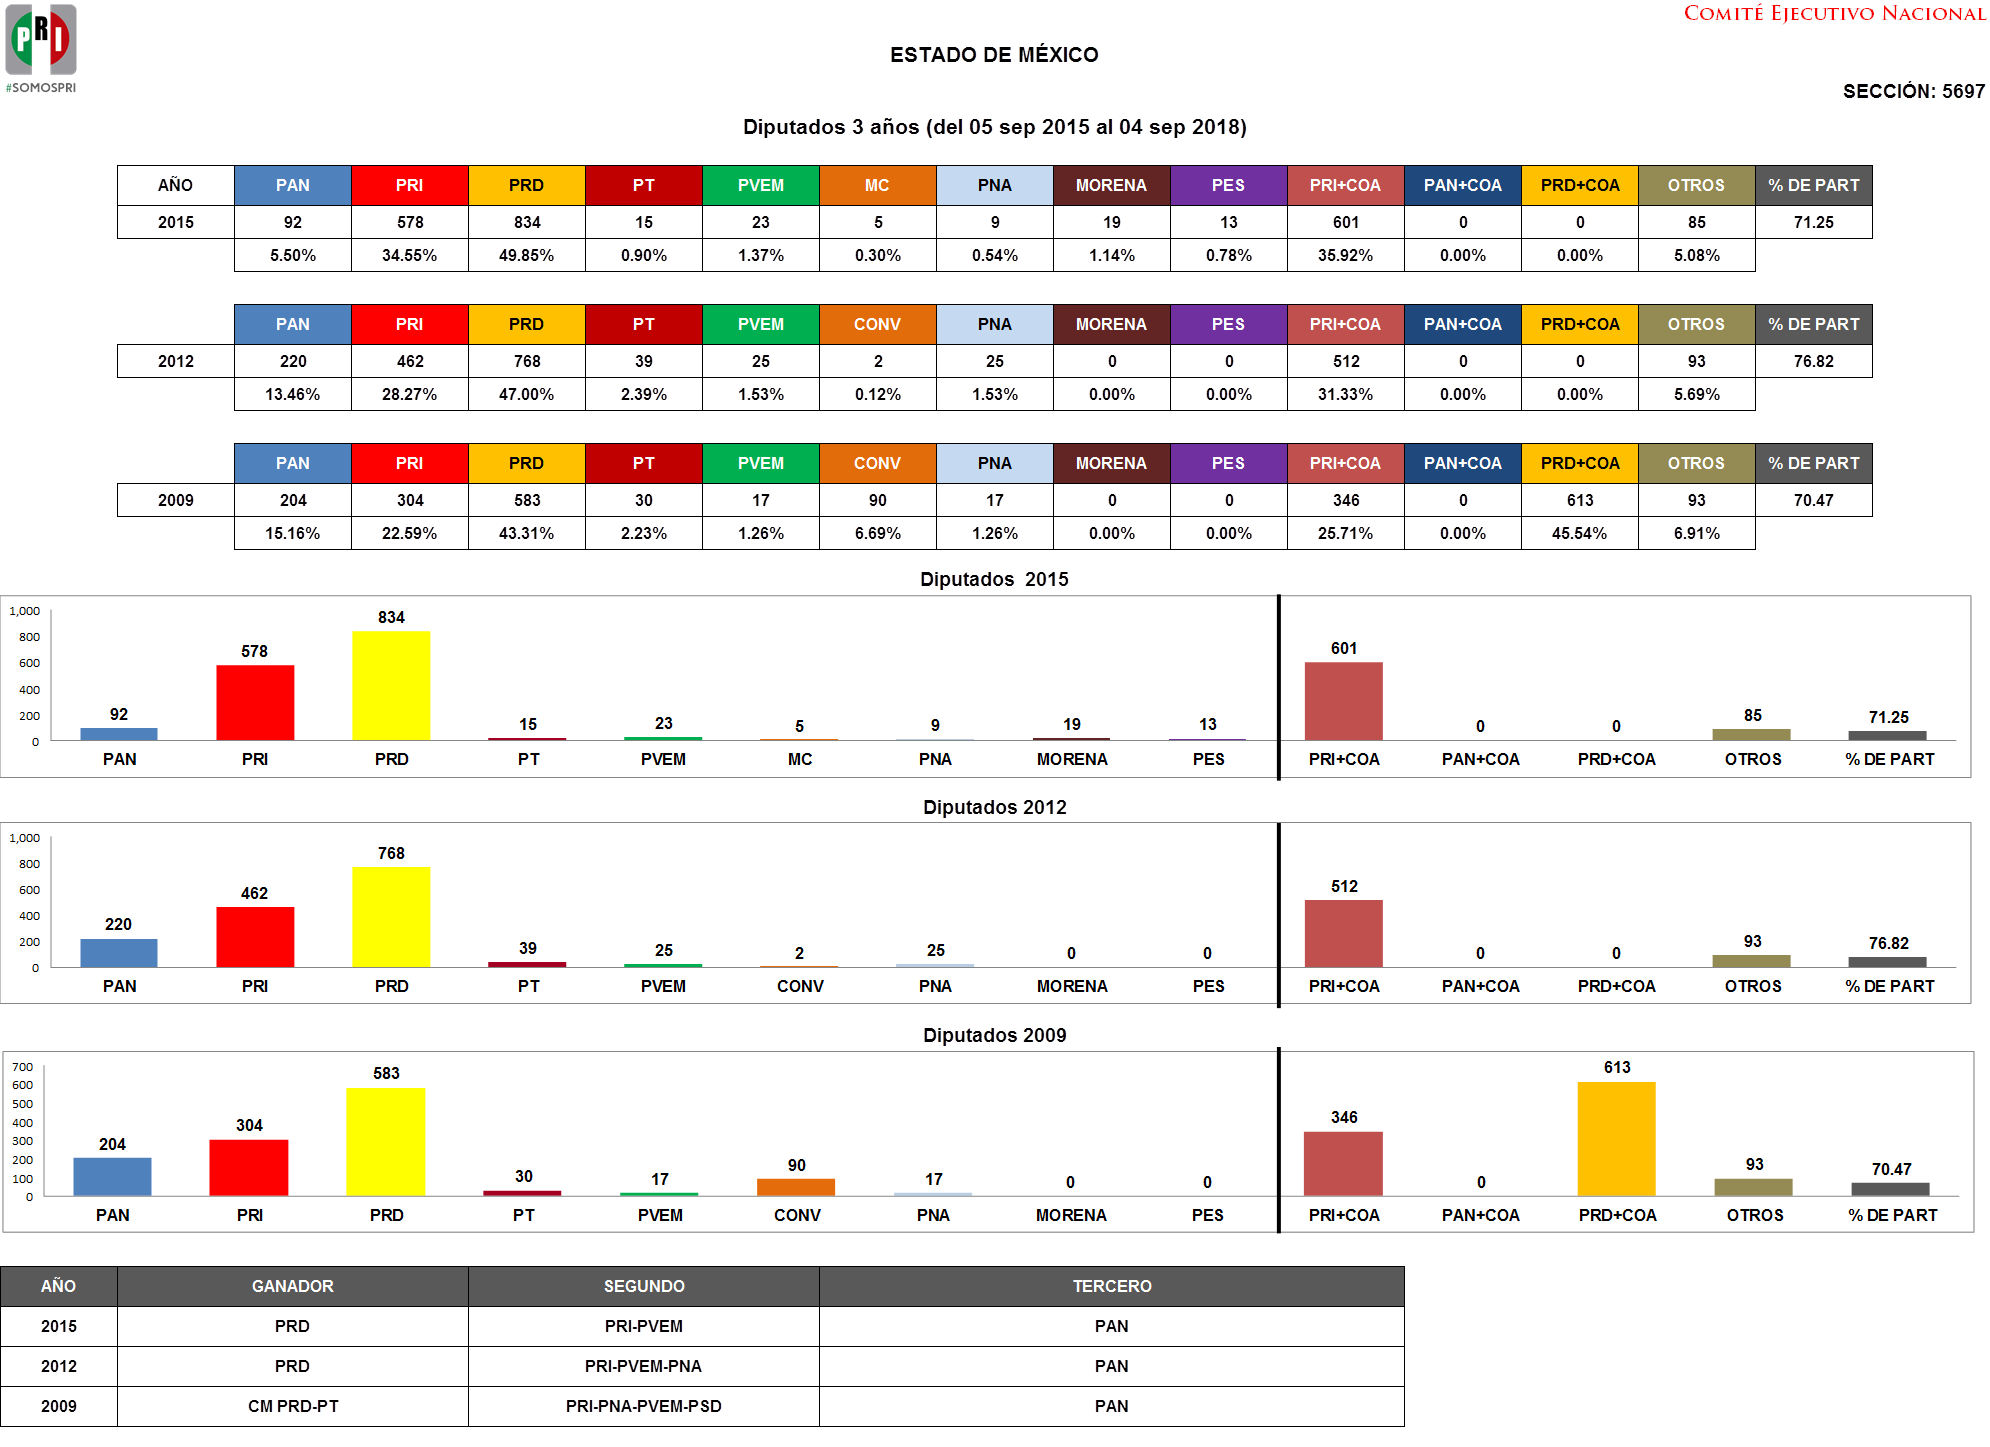 PRI
#SOMOSPRI
COMITÉ EJECUTIVO NACIONAL
ESTADO DE MÉXICO
SECCIÓN: 5697
Diputados 3 años (del 05 sep 2015 al 04 sep 2018)
AÑO PAN PRI PRD PT PVEM MC PNA MORENA PES PRI+COA PAN+COA PRD+COA OTROS % DE PART
2015 92 578 834 15 23 5 9 19 13 601 0 0 85 71.25
5.50% 34.55% 49.85% 0.90% 1.37% 0.30% 0.54% 1.14% 0.78% 35.92% 0.00% 0.00% 5.08%
PAN PRI PRD PT PVEM CONV PNA MORENA PES PRI+COA PAN+COA PRD+COA OTROS % DE PART
2012 220 462 768 39 25 2 25 0 0 512 0 0 93 76.82
13.46% 28.27% 47.00% 2.39% 1.53% 0.12% 1.53% 0.00% 0.00% 31.33% 0.00% 0.00% 5.69%
PAN PRI PRD PT PVEM CONV PNA MORENA PES PRI+COA PAN+COA PRD+COA OTROS % DE PART
2009 204 304 583 30 17 90 17 0 0 346 0 613 93 70.47
15.16% 22.59% 43.31% 2.23% 1.26% 6.69% 1.26% 0.00% 0.00% 25.71% 0.00% 45.54% 6.91%
Diputados 2015
1,000
800
600
400
200
0
92 578 834 15 23 5 9 19 13 601 0 0 85 71.25
PAN PRI PRD PT PVEM MC PNA MORENA PES PRI+COA PAN+COA PRD+COA OTROS % DE PART
Diputados 2012
1,000
800
600
400
200
0
220 462 768 39 25 2 25 0 0 512 0 0 93 76.82
PAN PRI PRD PT PVEM CONV PNA MORENA PES PRI+COA PAN+COA PRD+COA OTROS % DE PART
Diputados 2009
700
600
500
400
300
200
100
0
204 304 583 30 17 90 17 0 0 346 0 613 93 70.47
PAN PRI PRD PT PVEM CONV PNA MORENA PES PRI+COA PAN+COA PRD+COA OTROS % DE PART
AÑO GANADOR SEGUNDO TERCERO
2015 PRD PRI-PVEM PAN
2012 PRD PRI-PVEM-PNA PAN
2009 CM PRD-PT PRI-PNA-PVEM-PSD PAN